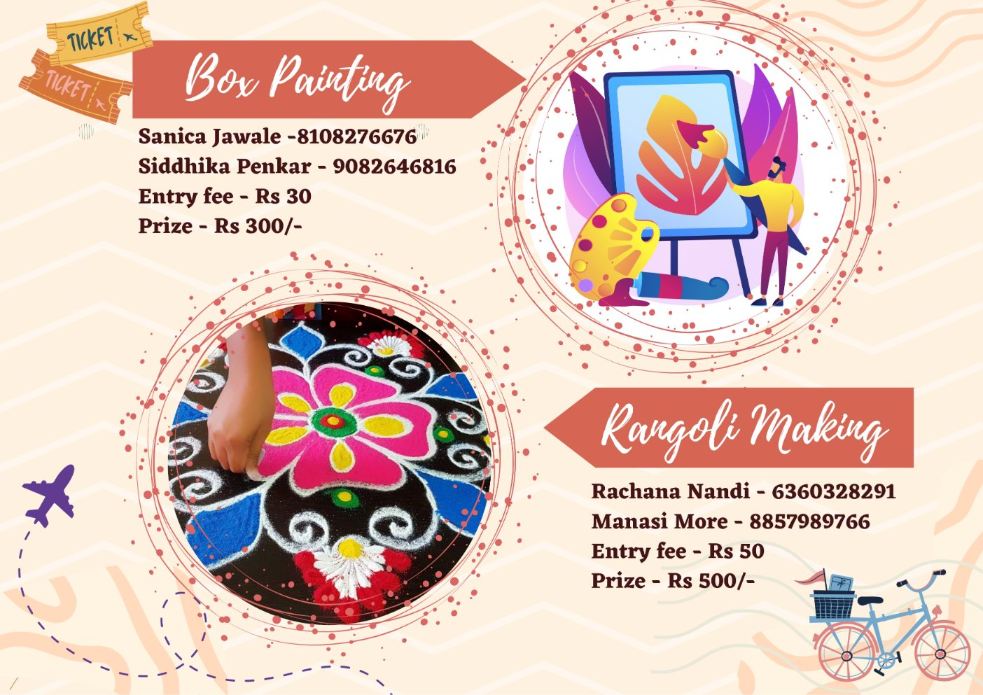 TICKET
TICKET
Box Painting
Sanica Jawale -8108276676
Siddhika Penkar - 9082646816
Entry fee - Rs 30
Prize - Rs 300/-
Rangoli Making
Rachana Nandi - 6360328291
Manasi More - 8857989766
Entry fee - Rs 50
Prize - Rs 500/-